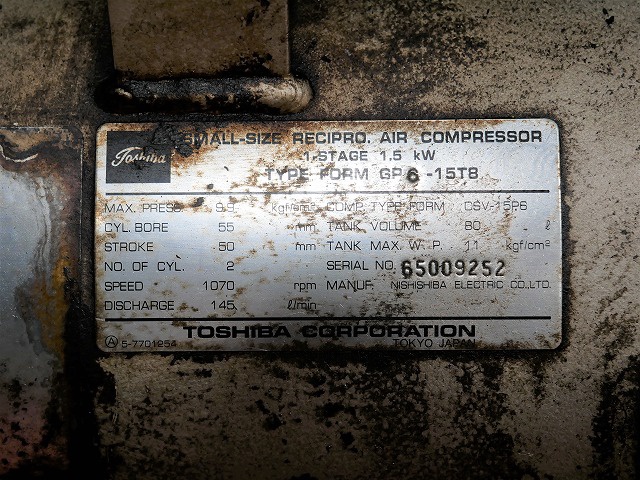 Toshiba
SMALL-SIZE RECIPRO. AIR COMPRESSOR
1-STAGE 1.5 kW
TYPE FORM GP6-15T8
MAX. PRESS. 9.9 kgf/cm² COMP. TYPE FORM CSV-15P6
CYL. BORE 55 mm TANK VOLUME 80 ℓ
STROKE 50 mm TANK MAX. W. P. 11 kgf/cm²
NO. OF CYL. 2 SERIAL NO. 65009252
SPEED 1070 rpm MANUF. NISHISHIBA ELECTRIC CO., LTD.
DISCHARGE 145 ℓ/min
TOSHIBA CORPORATION
Ⓐ 5-7701254 TOKYO JAPAN